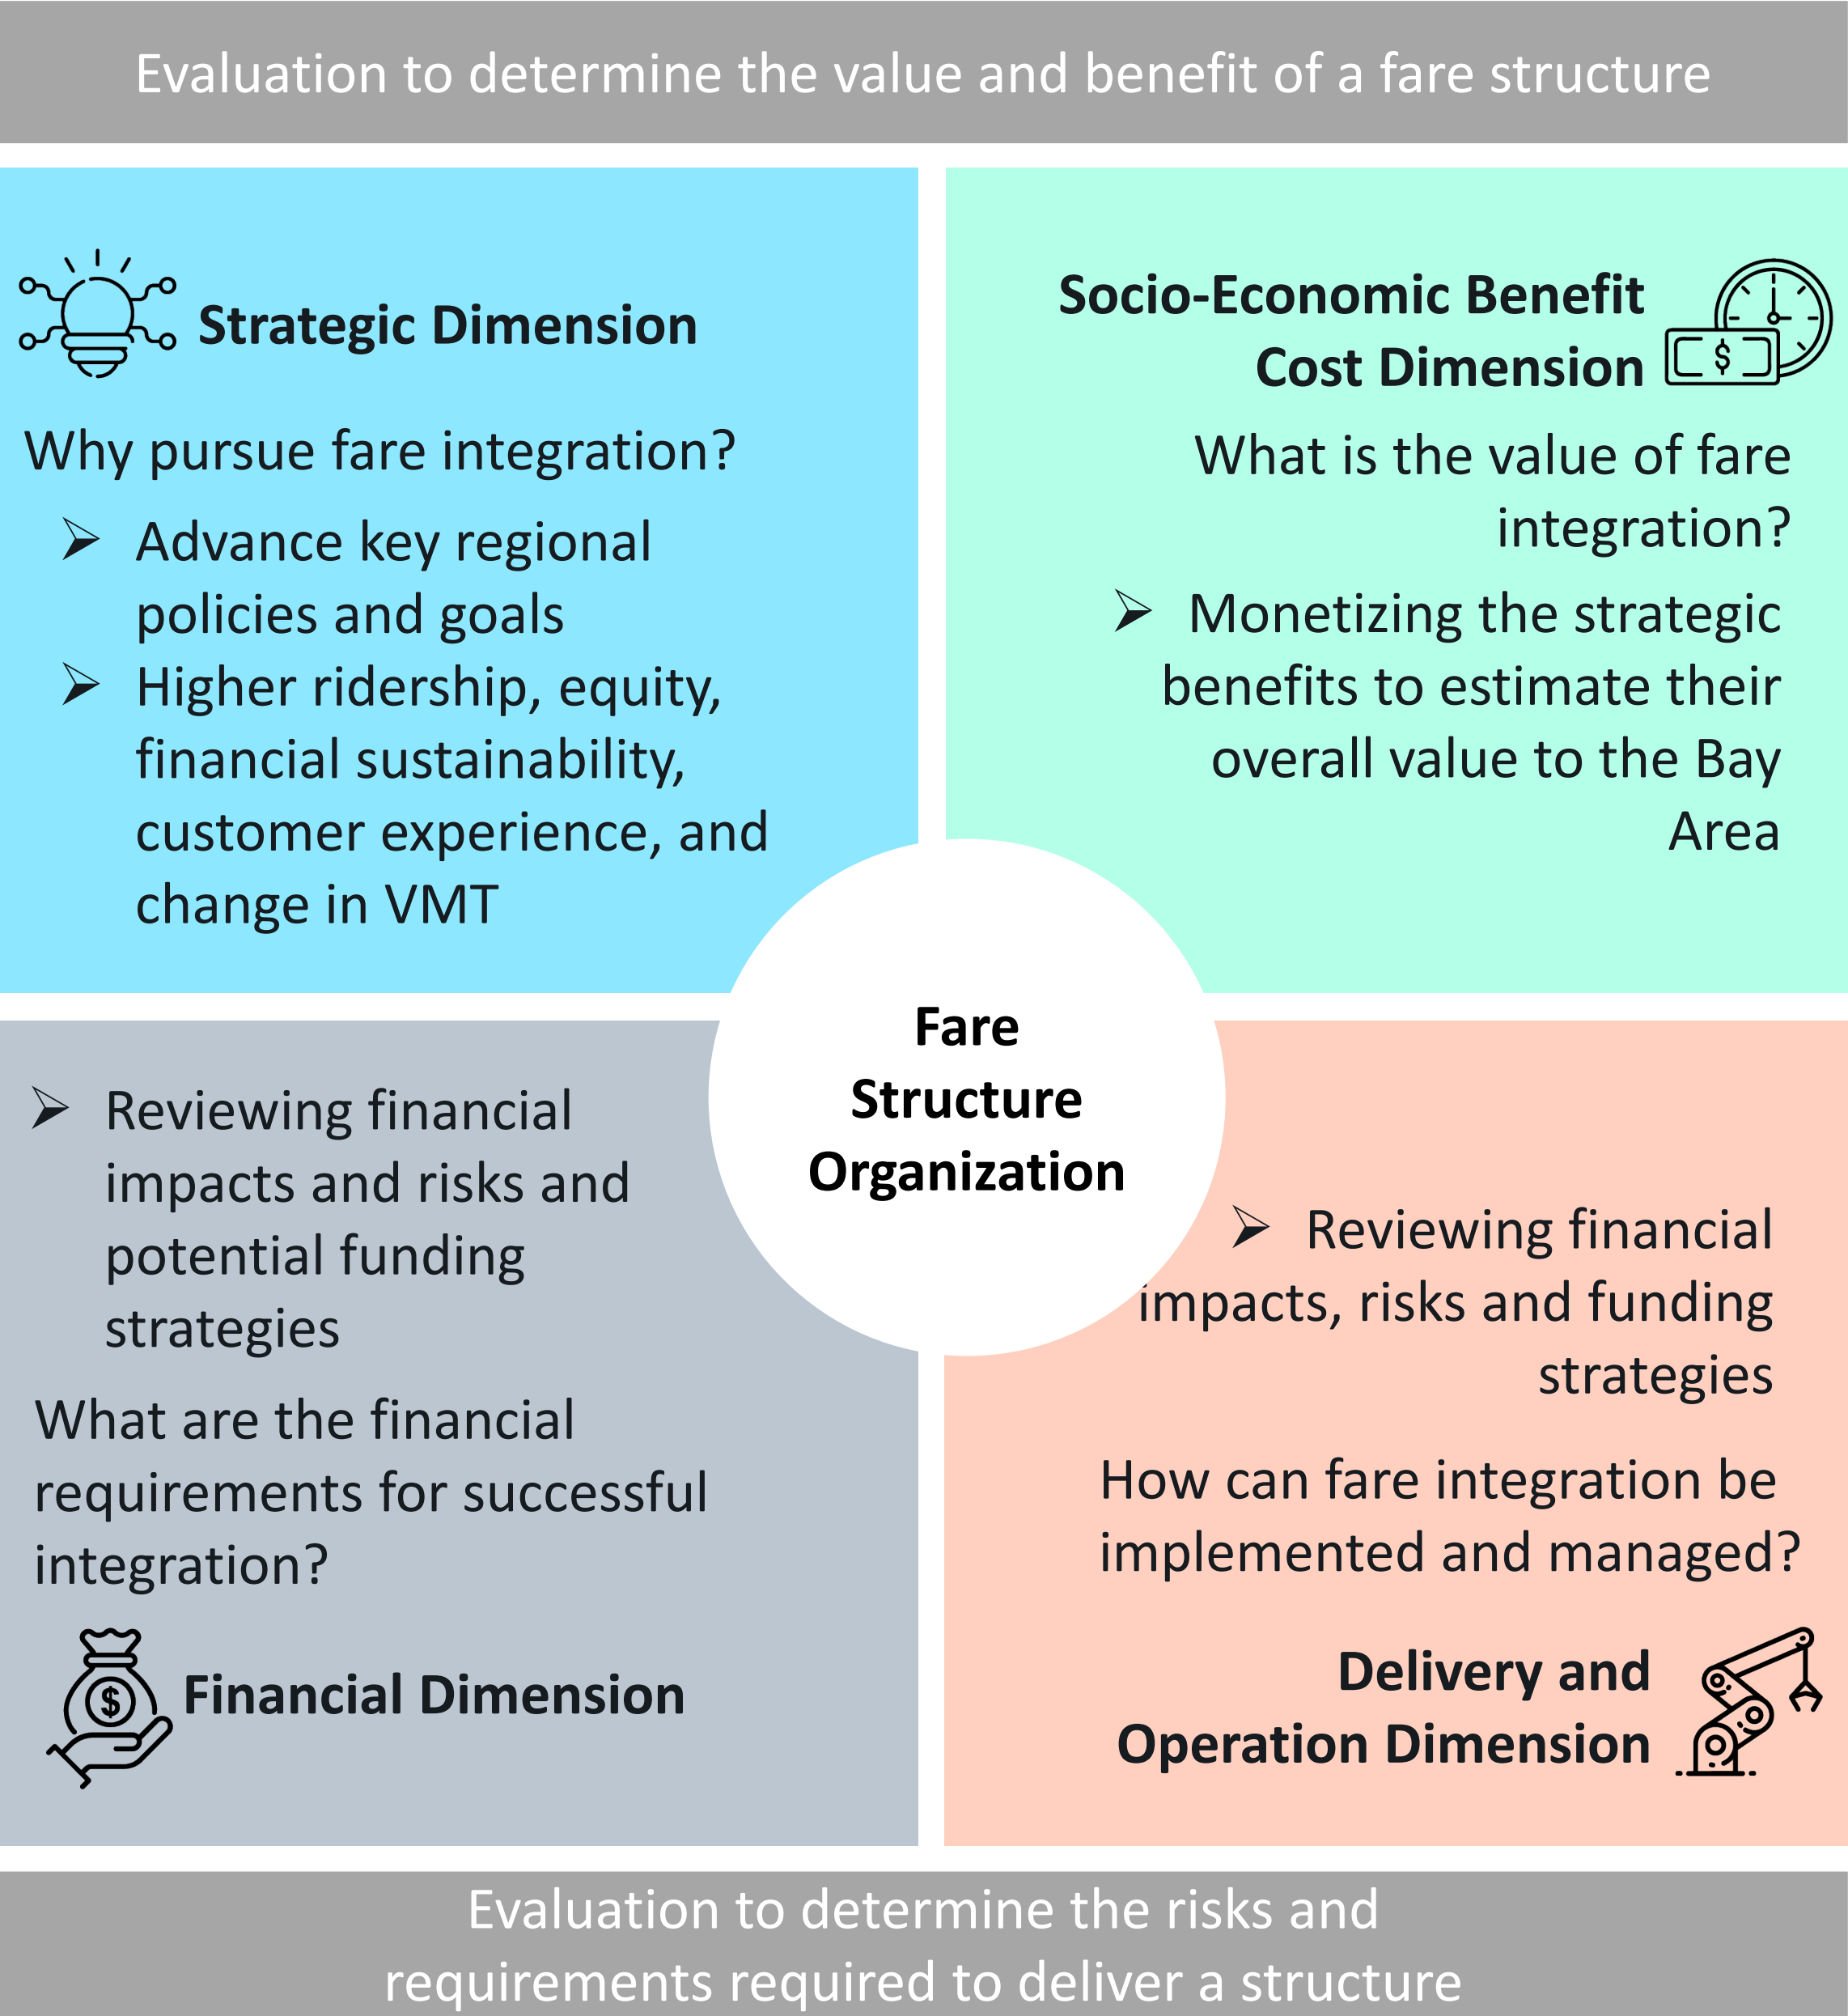 Evaluation to determine the value and benefit of a fare structure
Strategic Dimension
Why pursue fare integration?
➢ Advance key regional
policies and goals
➢ Higher ridership, equity,
financial sustainability,
customer experience, and
change in VMT
Socio-Economic Benefit
Cost Dimension
$
What is the value of fare
integration?
➢ Monetizing the strategic
benefits to estimate their
overall value to the Bay
Area
Fare
Structure
Organization
➢ Reviewing financial
impacts and risks and
potential funding
strategies
What are the financial
requirements for successful
integration?
$
Financial Dimension
➢ Reviewing financial
impacts, risks and funding
strategies
How can fare integration be
implemented and managed?
Delivery and
Operation Dimension
Evaluation to determine the risks and
requirements required to deliver a structure